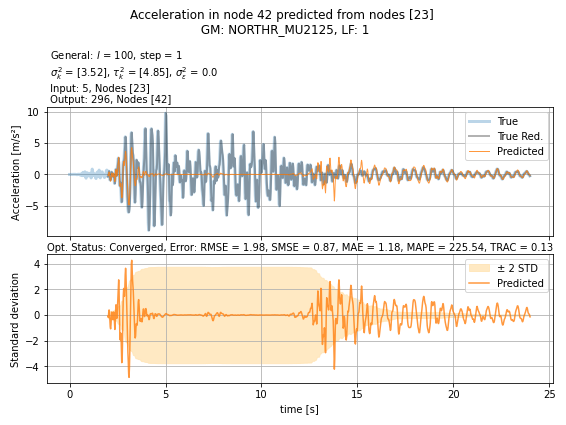 Acceleration in node 42 predicted from nodes [23]
GM: NORTHR_MU2125, LF: 1
General: l = 100, step = 1
σ²ₖ = [3.52], τ²ₖ = [4.85], σ²ε = 0.0
Input: 5, Nodes [23]
Output: 296, Nodes [42]
10
5
0
−5
Acceleration [m/s²]
True
True Red.
Predicted
Opt. Status: Converged, Error: RMSE = 1.98, SMSE = 0.87, MAE = 1.18, MAPE = 225.54, TRAC = 0.13
4
2
0
−2
−4
Standard deviation
± 2 STD
Predicted
0 5 10 15 20 25
time [s]